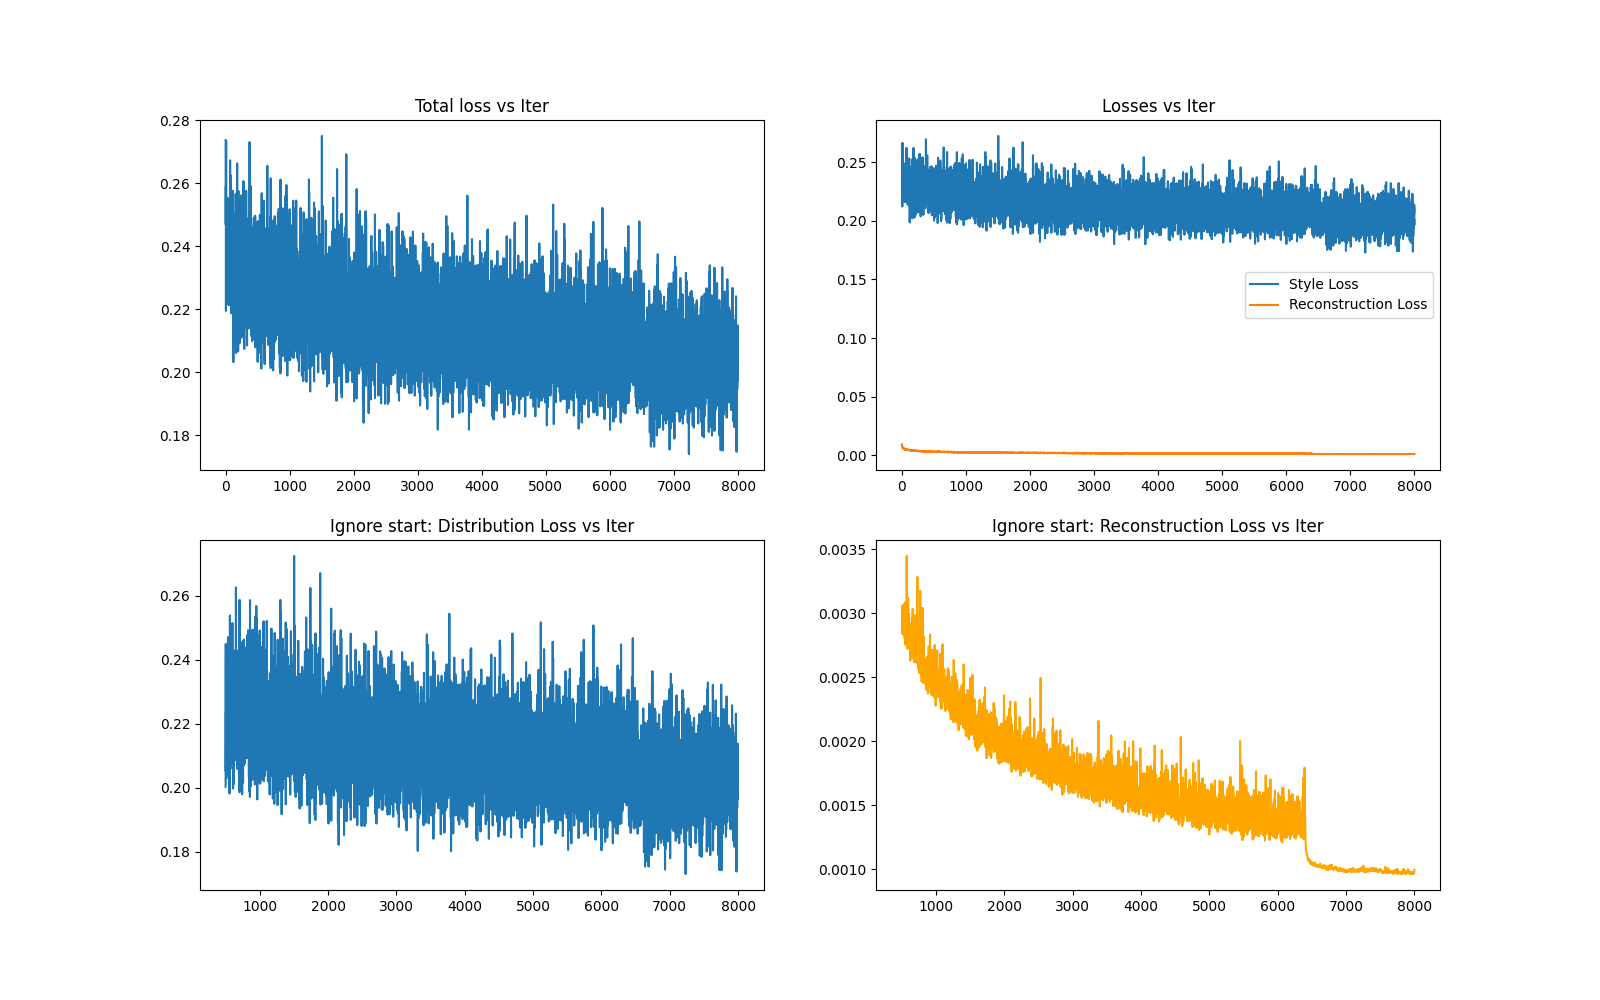 Total loss vs Iter
0.28
0.26
0.24
0.22
0.20
0.18
0 1000 2000 3000 4000 5000 6000 7000 8000
Losses vs Iter
0.25
0.20
0.15
0.10
0.05
0.00
Style Loss
Reconstruction Loss
0 1000 2000 3000 4000 5000 6000 7000 8000
Ignore start: Distribution Loss vs Iter
0.26
0.24
0.22
0.20
0.18
1000 2000 3000 4000 5000 6000 7000 8000
Ignore start: Reconstruction Loss vs Iter
0.0035
0.0030
0.0025
0.0020
0.0015
0.0010
1000 2000 3000 4000 5000 6000 7000 8000